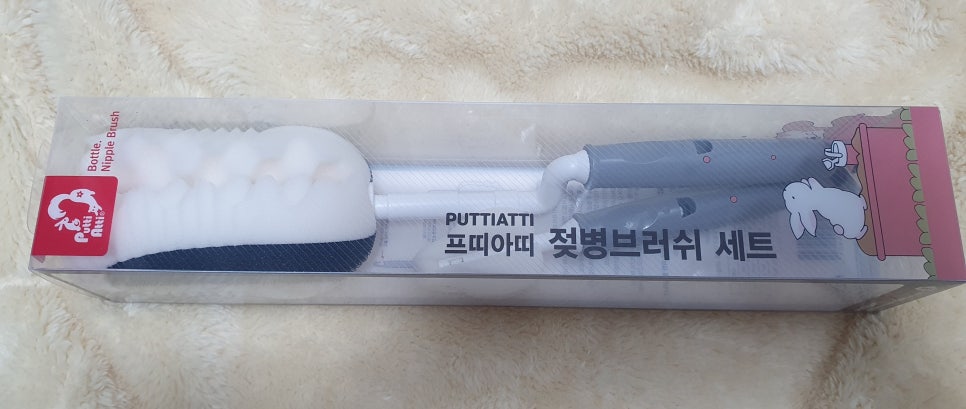 Bottle.
Nipple Brush
Putti
Atti
PUTTIATTI
프띠아띠 젖병브러쉬 세트